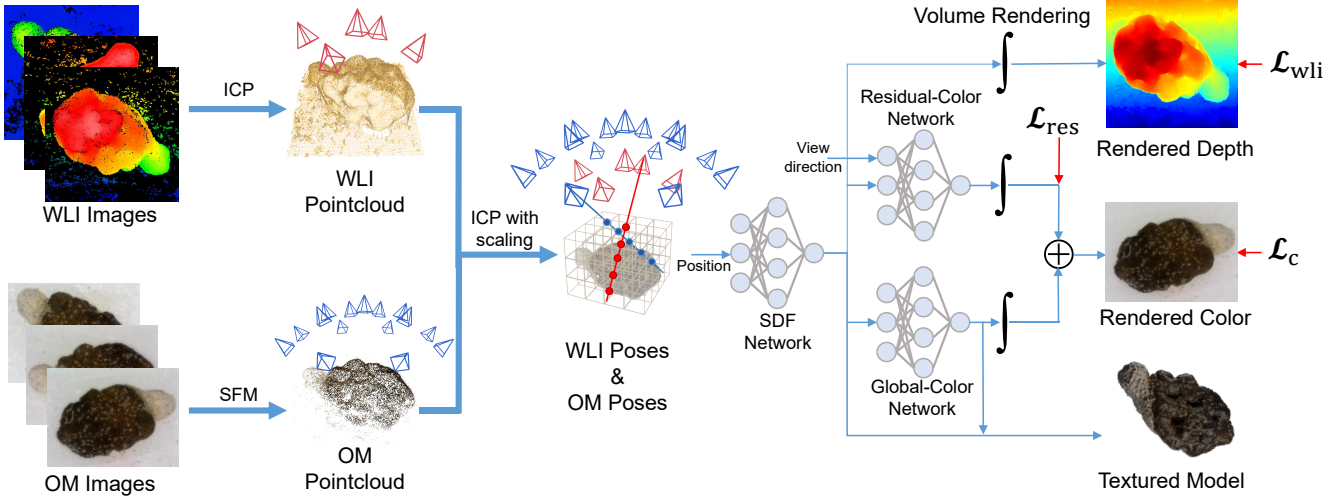 WLI Images
ICP
WLI
Pointcloud
OM Images
SFM
OM
Pointcloud
ICP with
scaling
WLI Poses
&
OM Poses
Position
SDF
Network
View
direction
Residual-Color
Network
Global-Color
Network
Volume Rendering
∫
∫
∫
ℒres
ℒwli
Rendered Depth
ℒc
Rendered Color
Textured Model